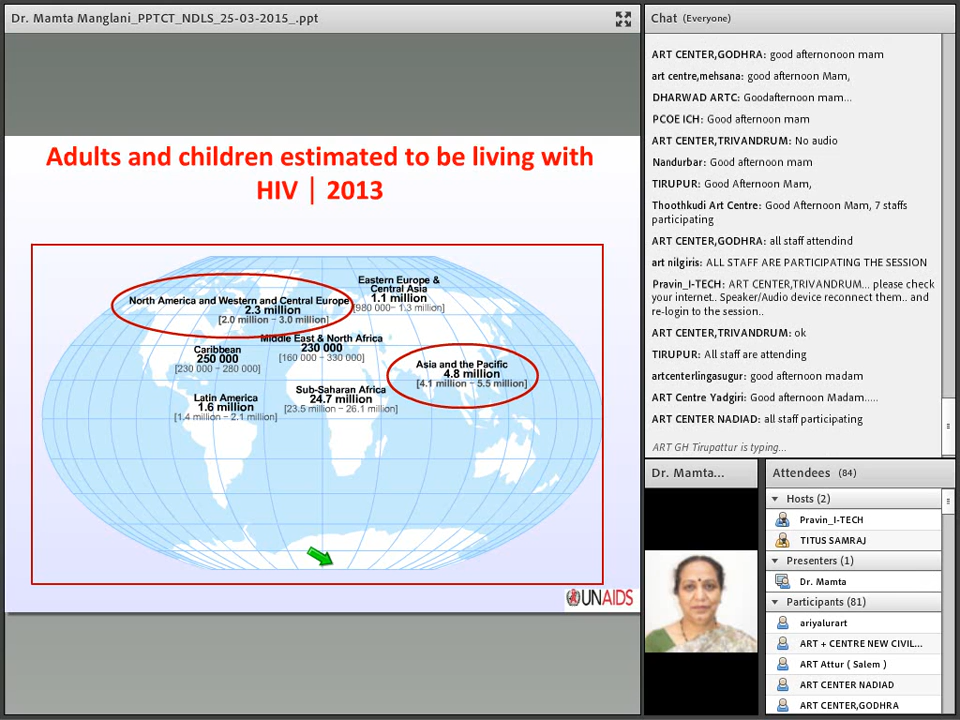 Dr. Mamta Manglani_PPTCT_NDLS_25-03-2015_.ppt
Adults and children estimated to be living with
HIV | 2013
Eastern Europe &
Central Asia
1.1 million
[980 000– 1.3 million]
North America and Western and Central Europe
2.3 million
[2.0 million – 3.0 million]
Middle East & North Africa
230 000
[160 000 – 330 000]
Caribbean
250 000
[230 000 – 280 000]
Asia and the Pacific
4.8 million
[4.1 million – 5.5 million]
Sub-Saharan Africa
24.7 million
[23.5 million – 26.1 million]
Latin America
1.6 million
[1.4 million – 2.1 million]
UNAIDS
Chat (Everyone)
ART CENTER,GODHRA: good afternonoon mam
art centre,mehsana: good afternoon Mam,
DHARWAD ARTC: Goodafternoon mam...
PCOE ICH: Good afternoon mam
ART CENTER,TRIVANDRUM: No audio
Nandurbar: Good afternoon mam
TIRUPUR: Good Afternoon Mam,
Thoothkudi Art Centre: Good Afternoon Mam, 7 staffs
participating
ART CENTER,GODHRA: all staff attendind
art nilgiris: ALL STAFF ARE PARTICIPATING THE SESSION
Pravin_I-TECH: ART CENTER,TRIVANDRUM... please check
your internet.. Speaker/Audio device reconnect them.. and
re-login to the session..
ART CENTER,TRIVANDRUM: ok
TIRUPUR: All staff are attending
artcenterlingasugur: good afternoon madam
ART Centre Yadgiri: Good afternoon Madam.....
ART CENTER NADIAD: all staff participating
ART GH Tirupattur is typing...
Dr. Mamta...
Attendees (84)
Hosts (2)
Pravin_I-TECH
TITUS SAMRAJ
Presenters (1)
Dr. Mamta
Participants (81)
ariyalurart
ART + CENTRE NEW CIVIL...
ART Attur ( Salem )
ART CENTER NADIAD
ART CENTER,GODHRA